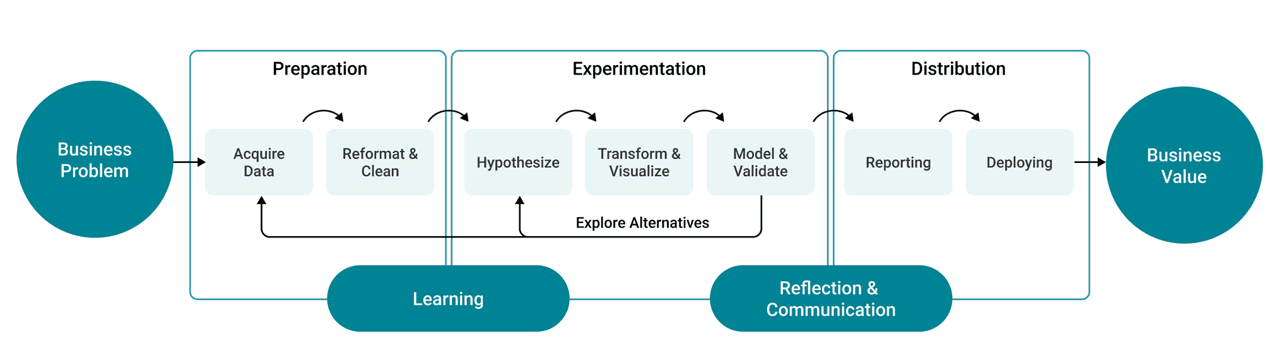 Preparation
Experimentation
Distribution
Business
Problem
Acquire
Data
Reformat &
Clean
Hypothesize
Transform &
Visualize
Model &
Validate
Reporting
Deploying
Business
Value
Explore Alternatives
Learning
Reflection &
Communication